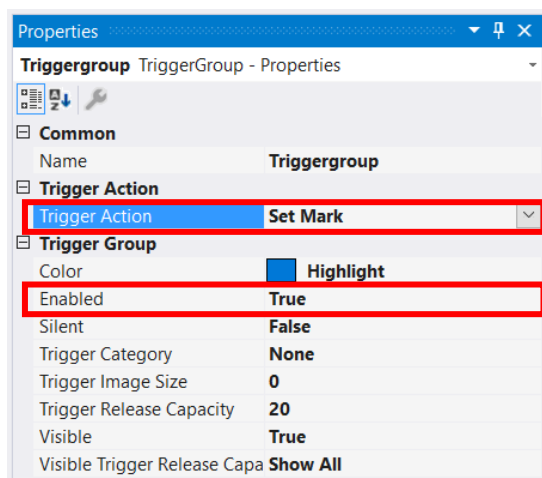 Properties
Triggergroup TriggerGroup - Properties
Common
Name Triggergroup
Trigger Action
Trigger Action Set Mark
Trigger Group
Color Highlight
Enabled True
Silent False
Trigger Category None
Trigger Image Size 0
Trigger Release Capacity 20
Visible True
Visible Trigger Release Capa Show All